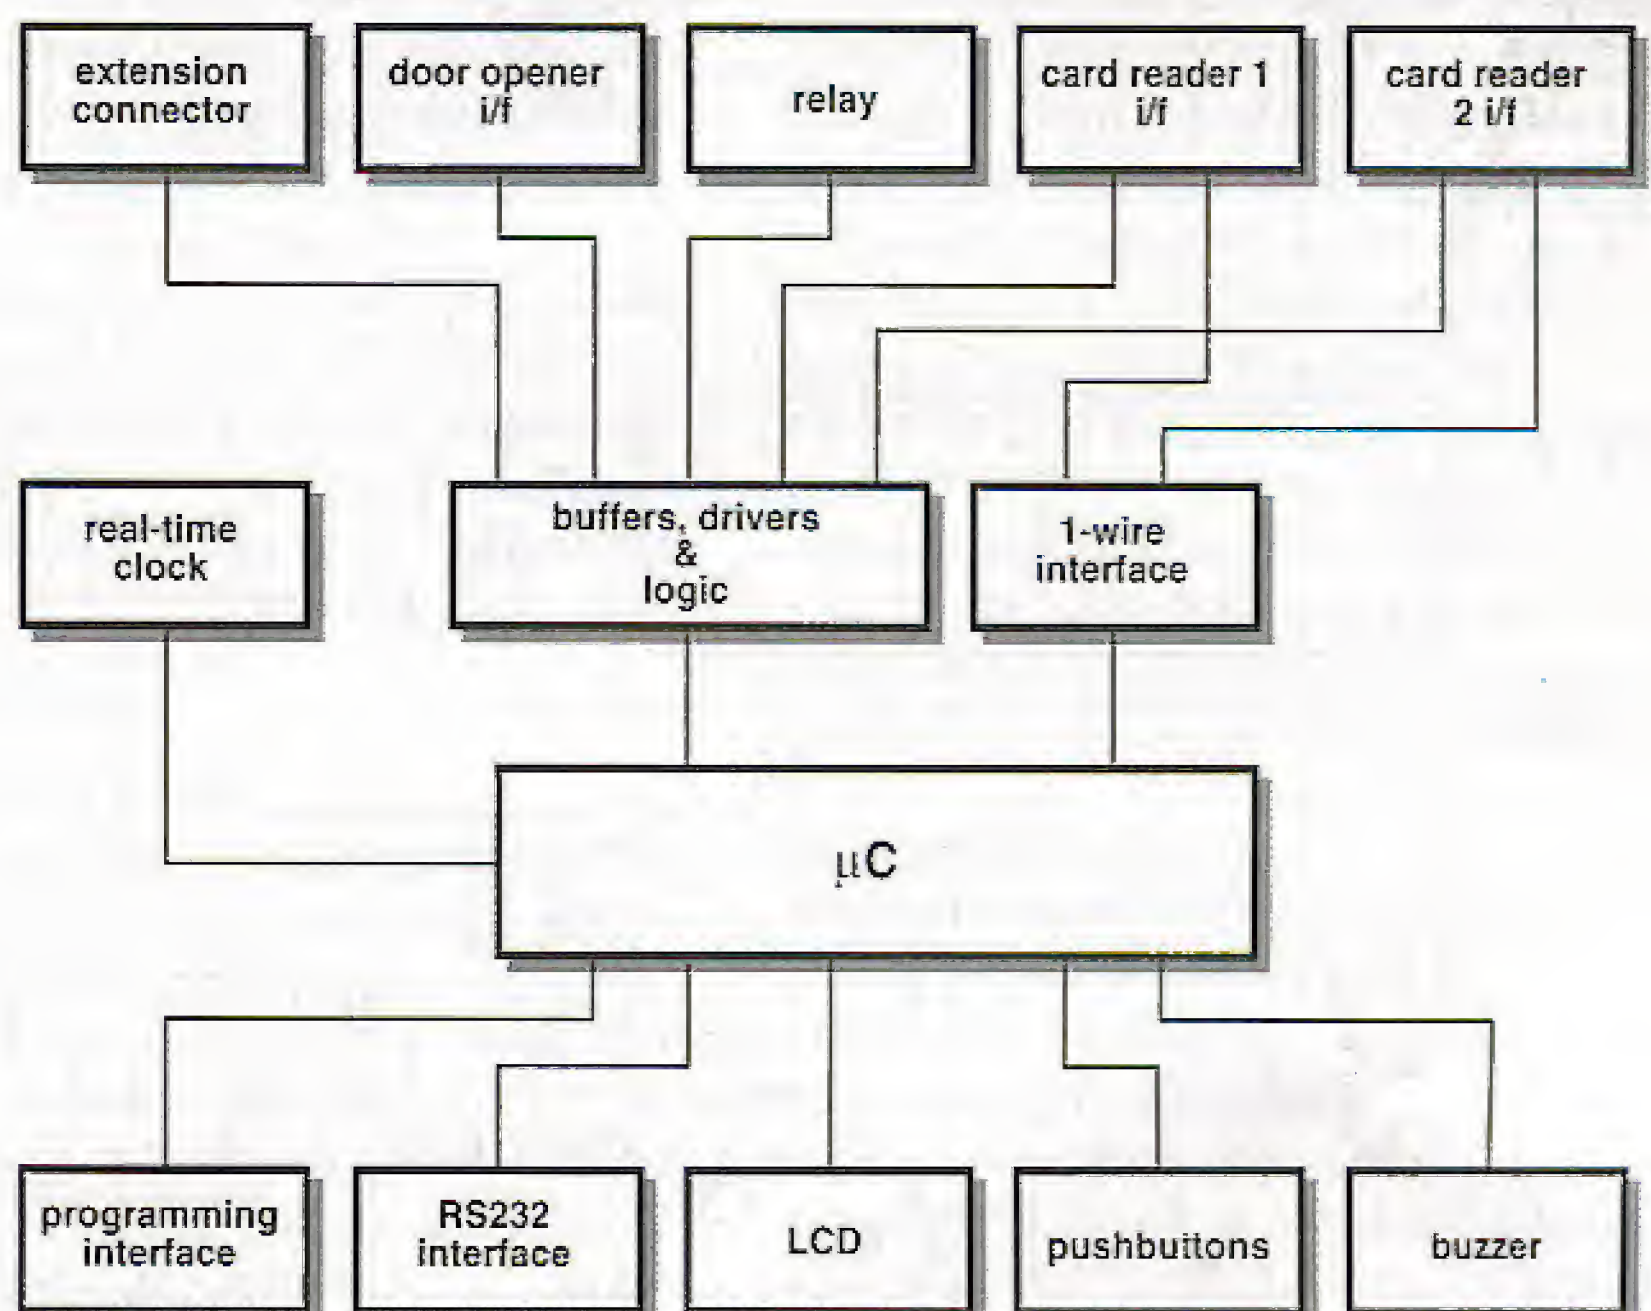 extension
connector
door opener
i/f
relay
card reader 1
i/f
card reader
2 i/f
real-time
clock
buffers, drivers
&
logic
1-wire
interface
µC
programming
interface
RS232
interface
LCD
pushbuttons
buzzer